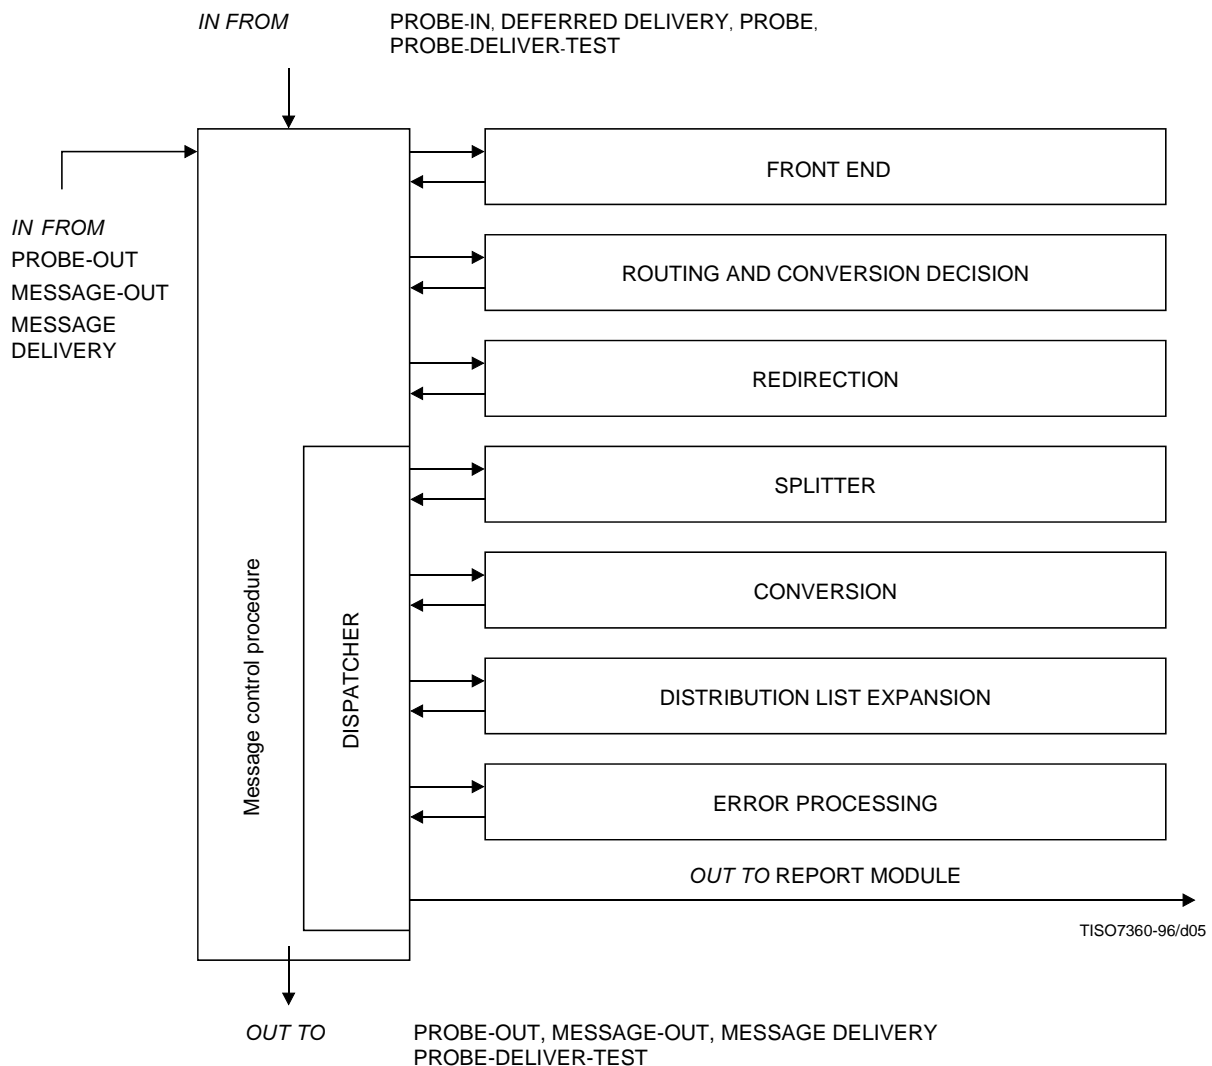 IN FROM PROBE-IN, DEFERRED DELIVERY, PROBE,
PROBE-DELIVER-TEST
FRONT END
IN FROM
PROBE-OUT
MESSAGE-OUT
MESSAGE
DELIVERY
ROUTING AND CONVERSION DECISION
REDIRECTION
SPLITTER
CONVERSION
Message control procedure
DISPATCHER
DISTRIBUTION LIST EXPANSION
ERROR PROCESSING
OUT TO REPORT MODULE
TISO7360-96/d05
OUT TO PROBE-OUT, MESSAGE-OUT, MESSAGE DELIVERY
PROBE-DELIVER-TEST